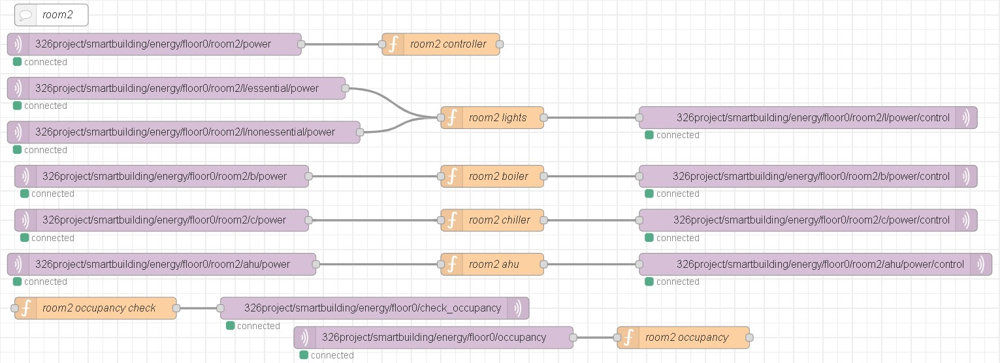 room2
326project/smartbuilding/energy/floor0/room2/power
room2 controller
connected
326project/smartbuilding/energy/floor0/room2/l/essential/power
connected
room2 lights
326project/smartbuilding/energy/floor0/room2/l/power/control
326project/smartbuilding/energy/floor0/room2/l/nonessential/power
connected
connected
326project/smartbuilding/energy/floor0/room2/b/power
room2 boiler
326project/smartbuilding/energy/floor0/room2/b/power/control
connected
connected
326project/smartbuilding/energy/floor0/room2/c/power
room2 chiller
326project/smartbuilding/energy/floor0/room2/c/power/control
connected
connected
326project/smartbuilding/energy/floor0/room2/ahu/power
room2 ahu
326project/smartbuilding/energy/floor0/room2/ahu/power/control
connected
connected
room2 occupancy check
326project/smartbuilding/energy/floor0/check_occupancy
connected
326project/smartbuilding/energy/floor0/occupancy
room2 occupancy
connected